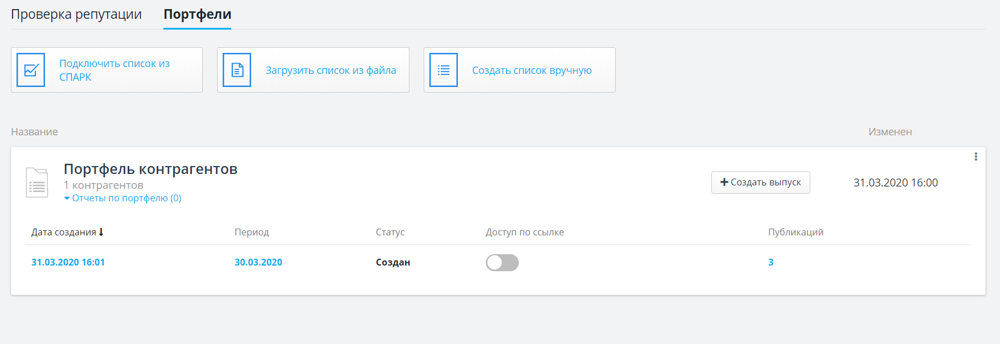 Проверка репутации Портфели
Подключить список из
СПАРК
Загрузить список из файла
Создать список вручную
Название Изменен
Портфель контрагентов
1 контрагентов
Отчеты по портфелю (0)
Создать выпуск
31.03.2020 16:00
Дата создания Период Статус Доступ по ссылке Публикаций
31.03.2020 16:01 30.03.2020 Создан 3